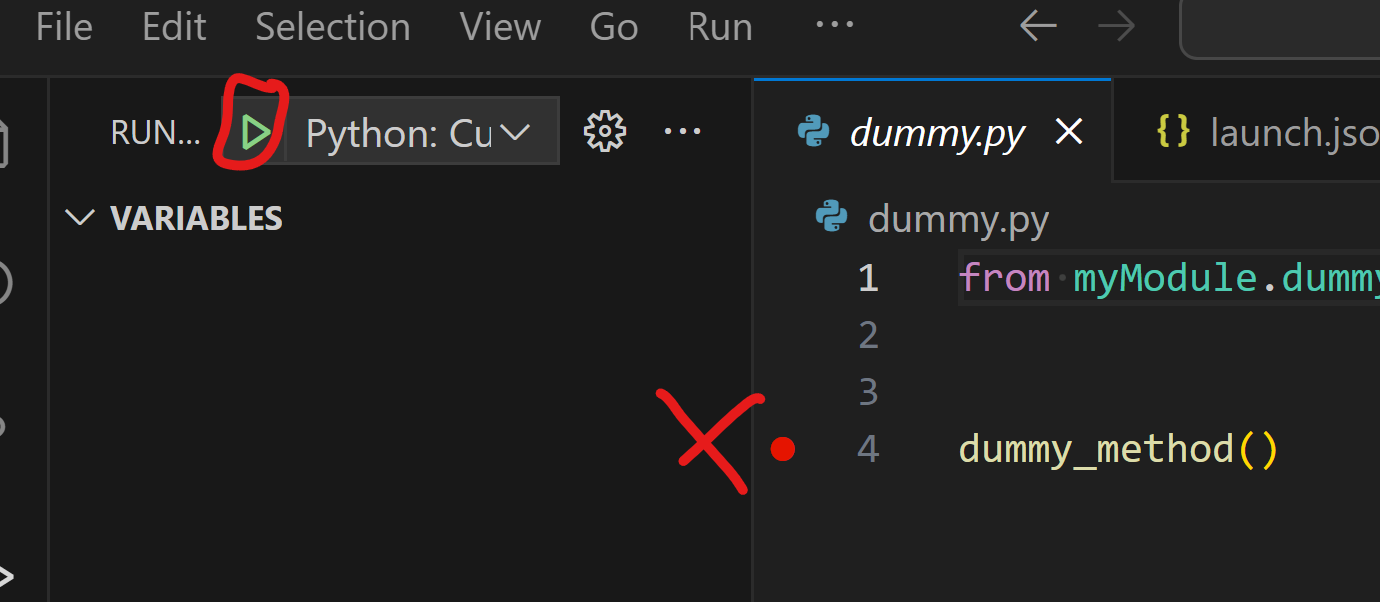 File Edit Selection View Go Run ...
RUN... Python: Cu ...
dummy.py launch.jso
VARIABLES
dummy.py
1 from myModule.dummy
2
3
4 dummy_method()